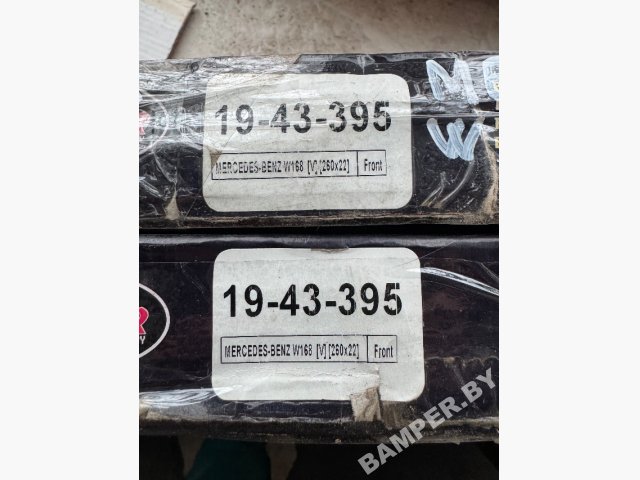 19-43-395
MERCEDES-BENZ W168 [V] [260x22] Front
R
19-43-395
MERCEDES-BENZ W168 [V] [260x22] Front
BAMPER.BY